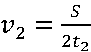 v₂ = S / 2t₂